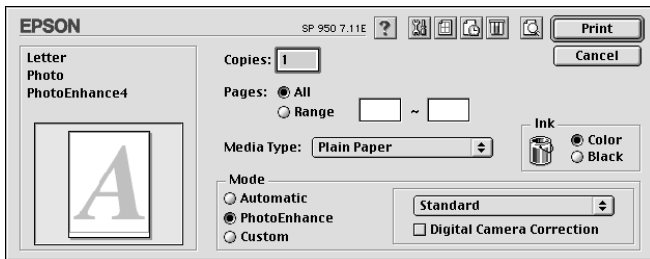 EPSON
SP 950 7.11E
?
Print
Cancel
Letter
Photo
PhotoEnhance4
A
Copies: 1
Pages: All
Range ~
Media Type: Plain Paper
Ink
Color
Black
Mode
Automatic
PhotoEnhance
Custom
Standard
Digital Camera Correction